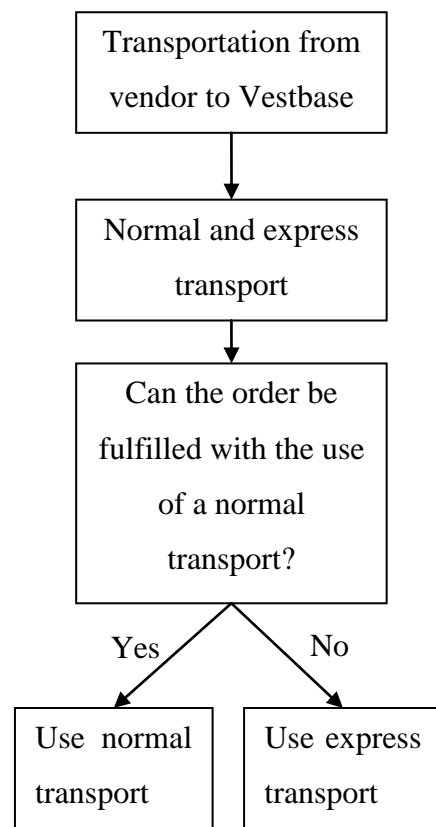 Transportation from
vendor to Vestbase
Normal and express
transport
Can the order be
fulfilled with the use
of a normal
transport?
Yes
No
Use normal
transport
Use express
transport